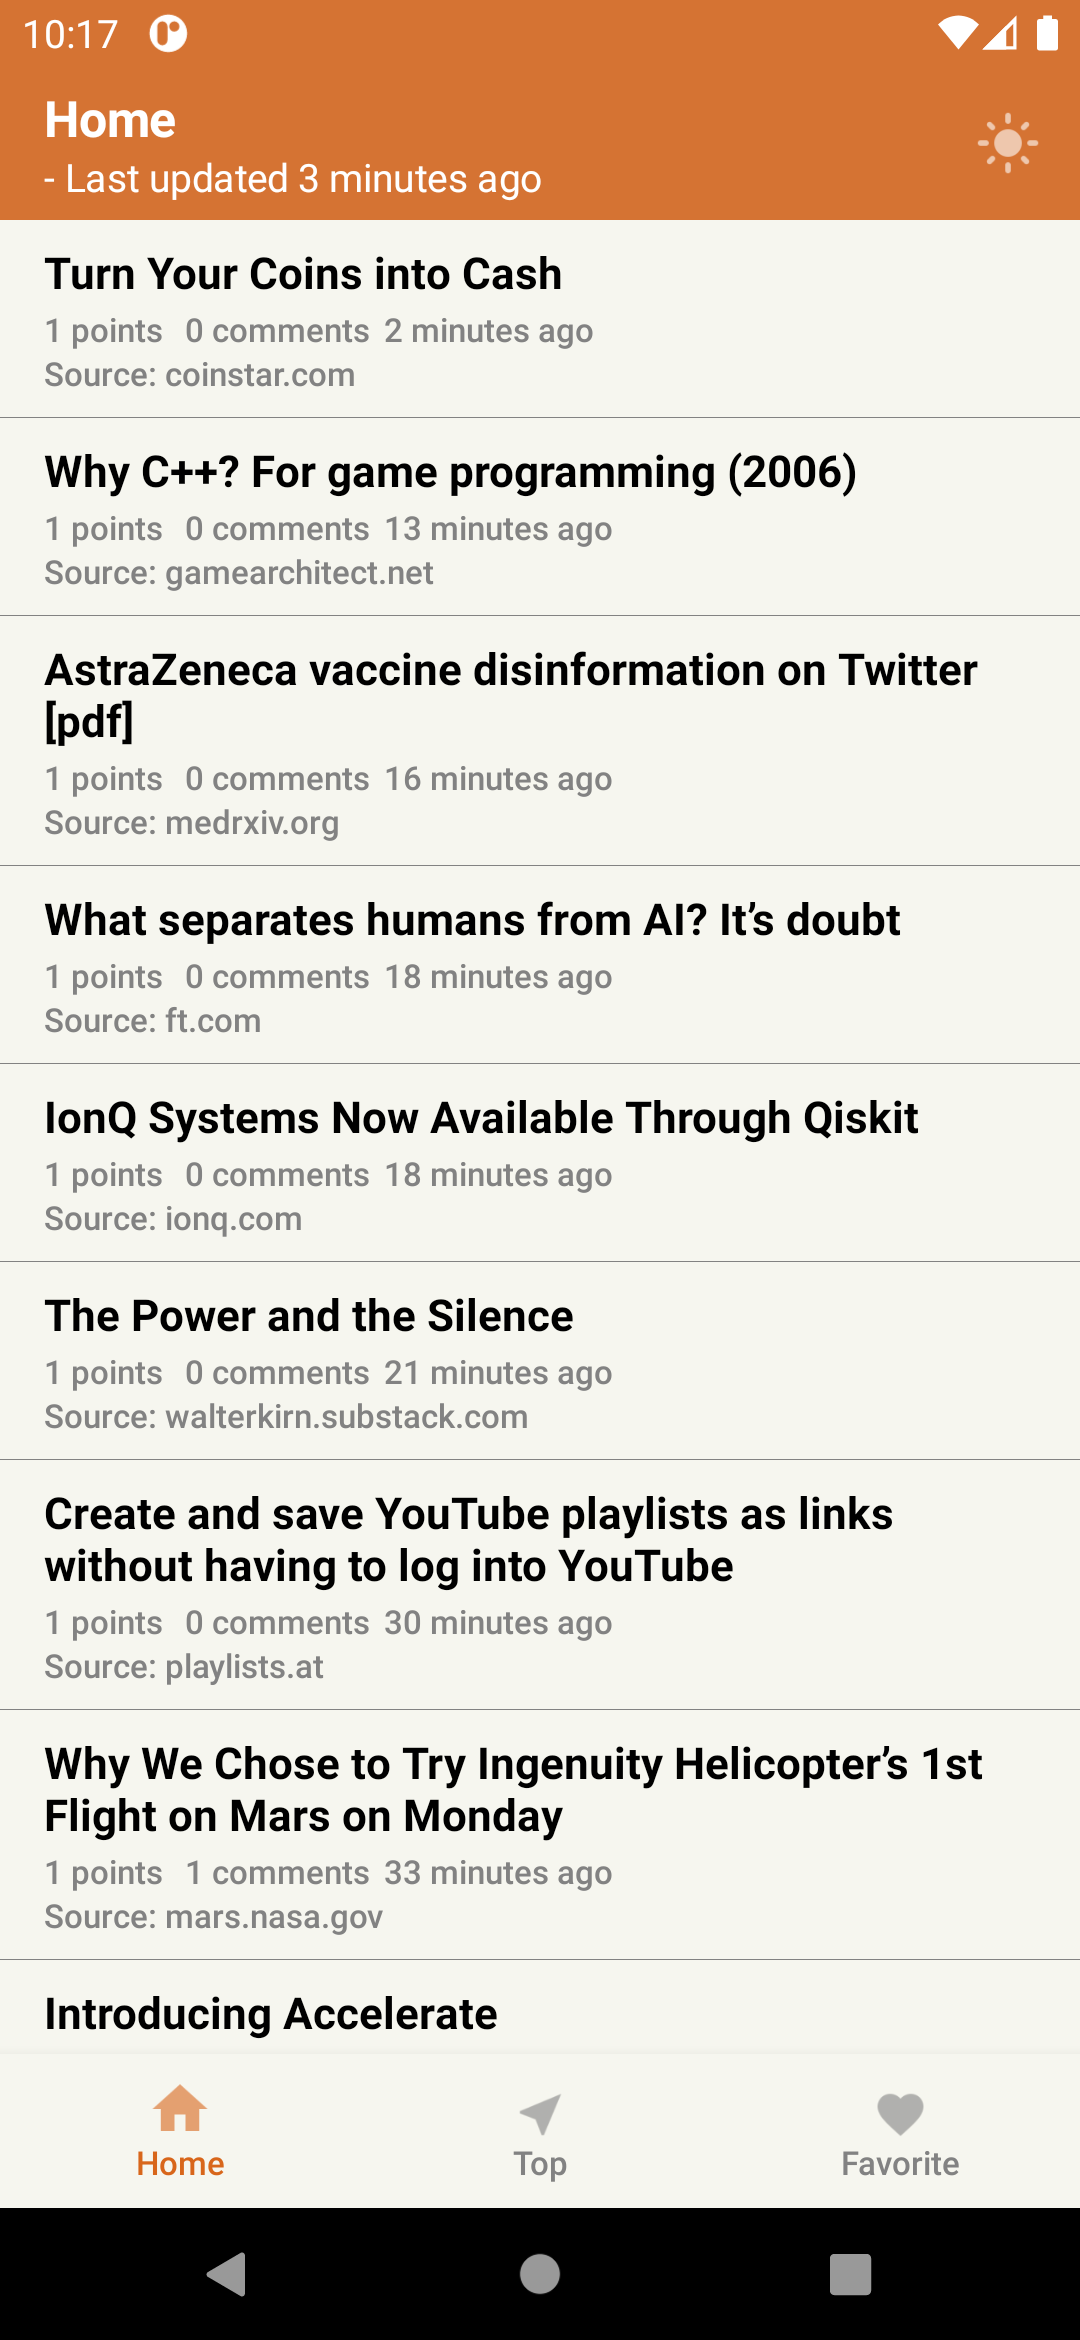 10:17
Home
- Last updated 3 minutes ago
Turn Your Coins into Cash
1 points 0 comments 2 minutes ago
Source: coinstar.com
Why C++? For game programming (2006)
1 points 0 comments 13 minutes ago
Source: gamearchitect.net
AstraZeneca vaccine disinformation on Twitter
[pdf]
1 points 0 comments 16 minutes ago
Source: medrxiv.org
What separates humans from AI? It’s doubt
1 points 0 comments 18 minutes ago
Source: ft.com
IonQ Systems Now Available Through Qiskit
1 points 0 comments 18 minutes ago
Source: ionq.com
The Power and the Silence
1 points 0 comments 21 minutes ago
Source: walterkirn.substack.com
Create and save YouTube playlists as links
without having to log into YouTube
1 points 0 comments 30 minutes ago
Source: playlists.at
Why We Chose to Try Ingenuity Helicopter’s 1st
Flight on Mars on Monday
1 points 1 comments 33 minutes ago
Source: mars.nasa.gov
Introducing Accelerate
Home Top Favorite